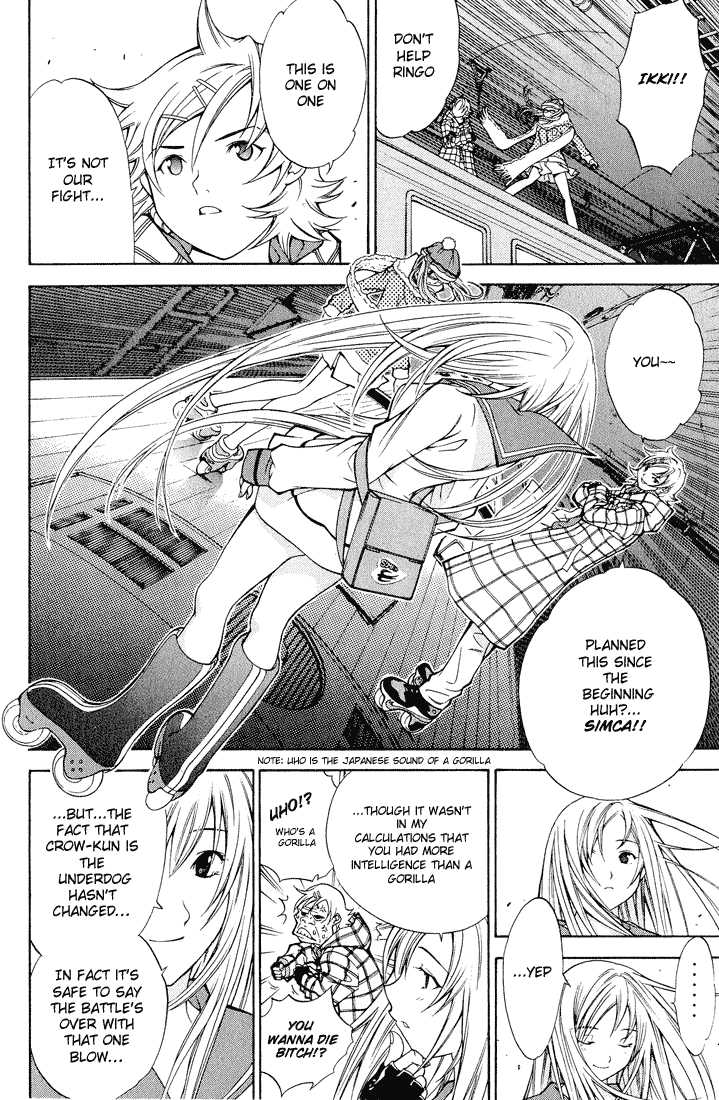 IKKI!!
DON'T
HELP
RINGO
THIS IS
ONE ON
ONE
IT'S NOT
OUR
FIGHT...
YOU~~
PLANNED
THIS SINCE
THE
BEGINNING
HUH?...
SIMCA!!
NOTE: UHO IS THE JAPANESE SOUND OF A GORILLA
.......
...YEP
...THOUGH IT WASN'T
IN MY
CALCULATIONS THAT
YOU HAD MORE
INTELLIGENCE THAN A
GORILLA
UHO!?
WHO'S A
GORILLA
YOU
WANNA DIE
BITCH!?
...BUT...THE
FACT THAT
CROW-KUN
IS THE
UNDERDOG
HASN'T
CHANGED...
IN FACT IT'S
SAFE TO SAY
THE BATTLE'S
OVER WITH
THAT ONE
BLOW...